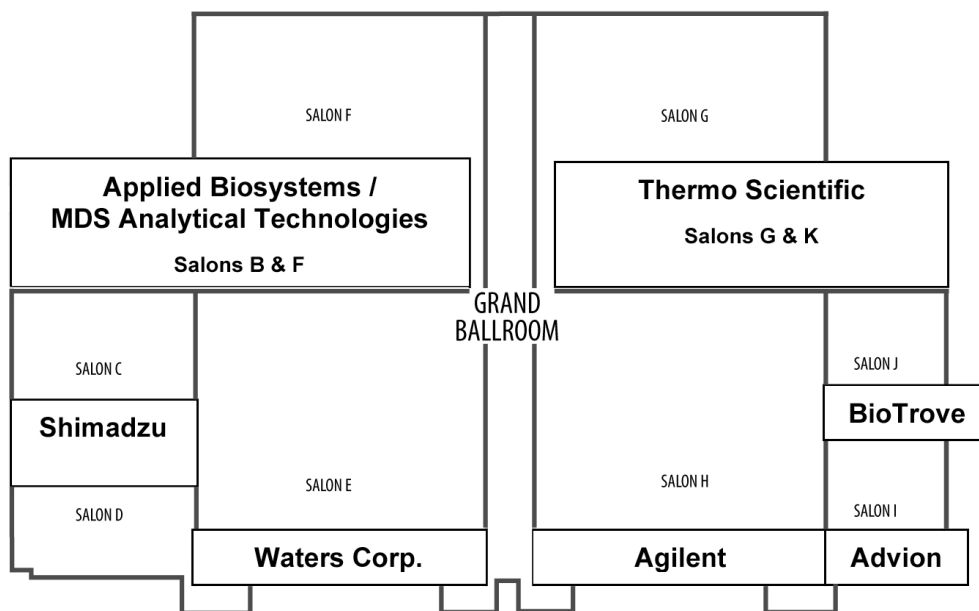 SALON F
SALON G
Applied Biosystems /
MDS Analytical Technologies
Salons B & F
Thermo Scientific
Salons G & K
GRAND
BALLROOM
SALON C
SALON J
Shimadzu
BioTrove
SALON E
SALON H
SALON D
SALON I
Waters Corp.
Agilent
Advion